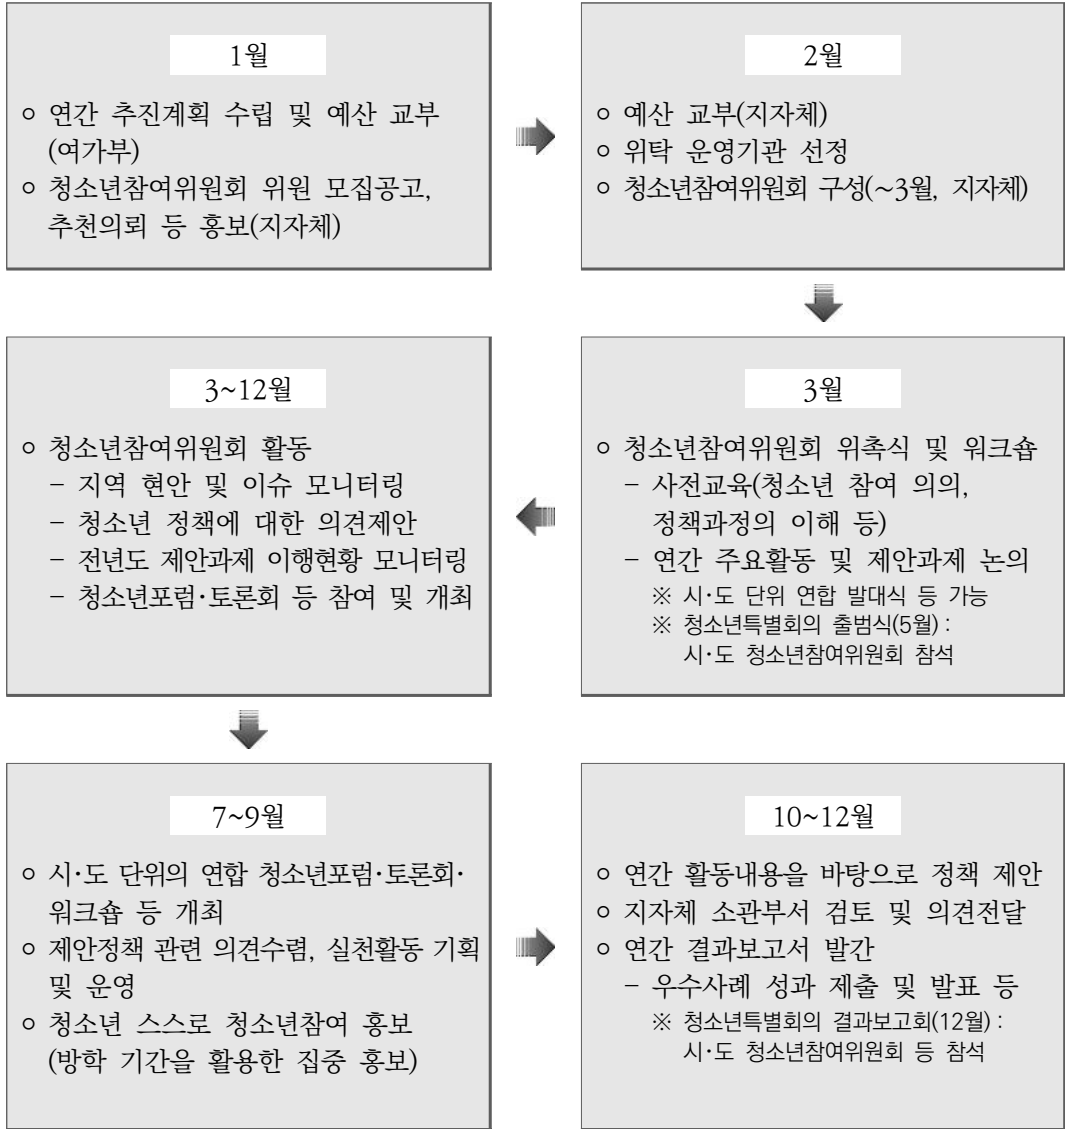 1월
○ 연간 추진계획 수립 및 예산 교부
(여가부)
○ 청소년참여위원회 위원 모집공고,
추천의뢰 등 홍보(지자체)
2월
○ 예산 교부(지자체)
○ 위탁 운영기관 선정
○ 청소년참여위원회 구성(~3월, 지자체)
3월
○ 청소년참여위원회 위촉식 및 워크숍
- 사전교육(청소년 참여 의의,
정책과정의 이해 등)
- 연간 주요활동 및 제안과제 논의
※ 시·도 단위 연합 발대식 등 가능
※ 청소년특별회의 출범식(5월) :
시·도 청소년참여위원회 참석
3~12월
○ 청소년참여위원회 활동
- 지역 현안 및 이슈 모니터링
- 청소년 정책에 대한 의견제안
- 전년도 제안과제 이행현황 모니터링
- 청소년포럼·토론회 등 참여 및 개최
7~9월
○ 시·도 단위의 연합 청소년포럼·토론회·
워크숍 등 개최
○ 제안정책 관련 의견수렴, 실천활동 기획
및 운영
○ 청소년 스스로 청소년참여 홍보
(방학 기간을 활용한 집중 홍보)
10~12월
○ 연간 활동내용을 바탕으로 정책 제안
○ 지자체 소관부서 검토 및 의견전달
○ 연간 결과보고서 발간
- 우수사례 성과 제출 및 발표 등
※ 청소년특별회의 결과보고회(12월) :
시·도 청소년참여위원회 등 참석